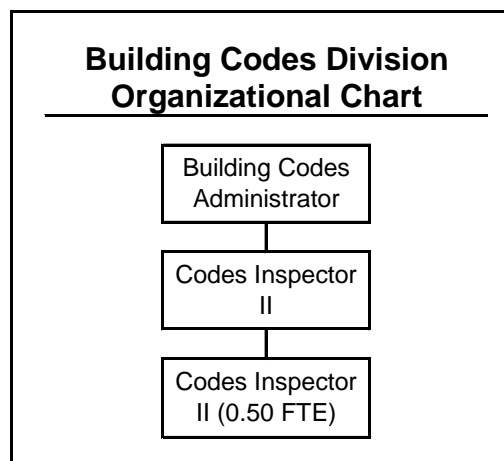 Building Codes Division
Organizational Chart
Building Codes
Administrator
Codes Inspector
II
Codes Inspector
II (0.50 FTE)